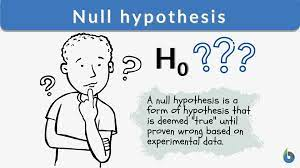 Null hypothesis
H0 ???
? ?
A null hypothesis is a
form of hypothesis that
is deemed "true" until
proven wrong based on
experimental data.